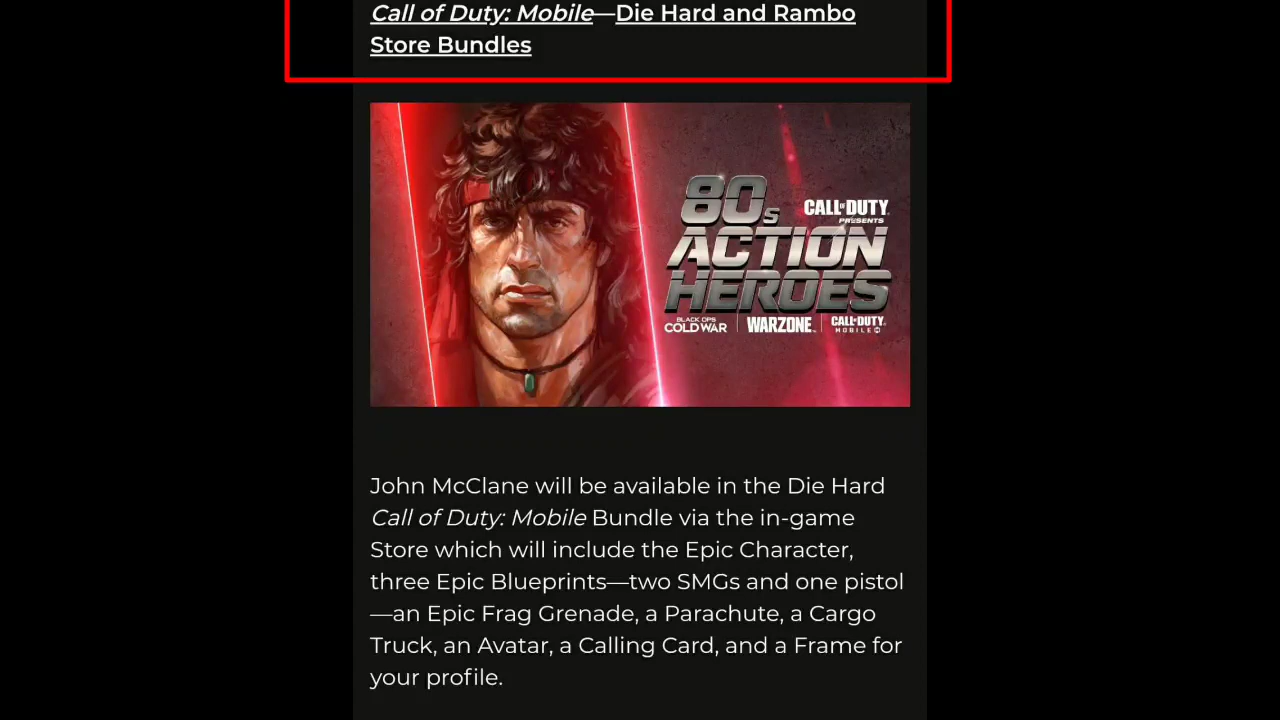 Call of Duty: Mobile—Die Hard and Rambo
Store Bundles
80s
CALL OF DUTY
PRESENTS
ACTION
HEROES
BLACK OPS
COLD WAR
WARZONE
CALL OF DUTY
MOBILE
John McClane will be available in the Die Hard
Call of Duty: Mobile Bundle via the in-game
Store which will include the Epic Character,
three Epic Blueprints—two SMGs and one pistol
—an Epic Frag Grenade, a Parachute, a Cargo
Truck, an Avatar, a Calling Card, and a Frame for
your profile.